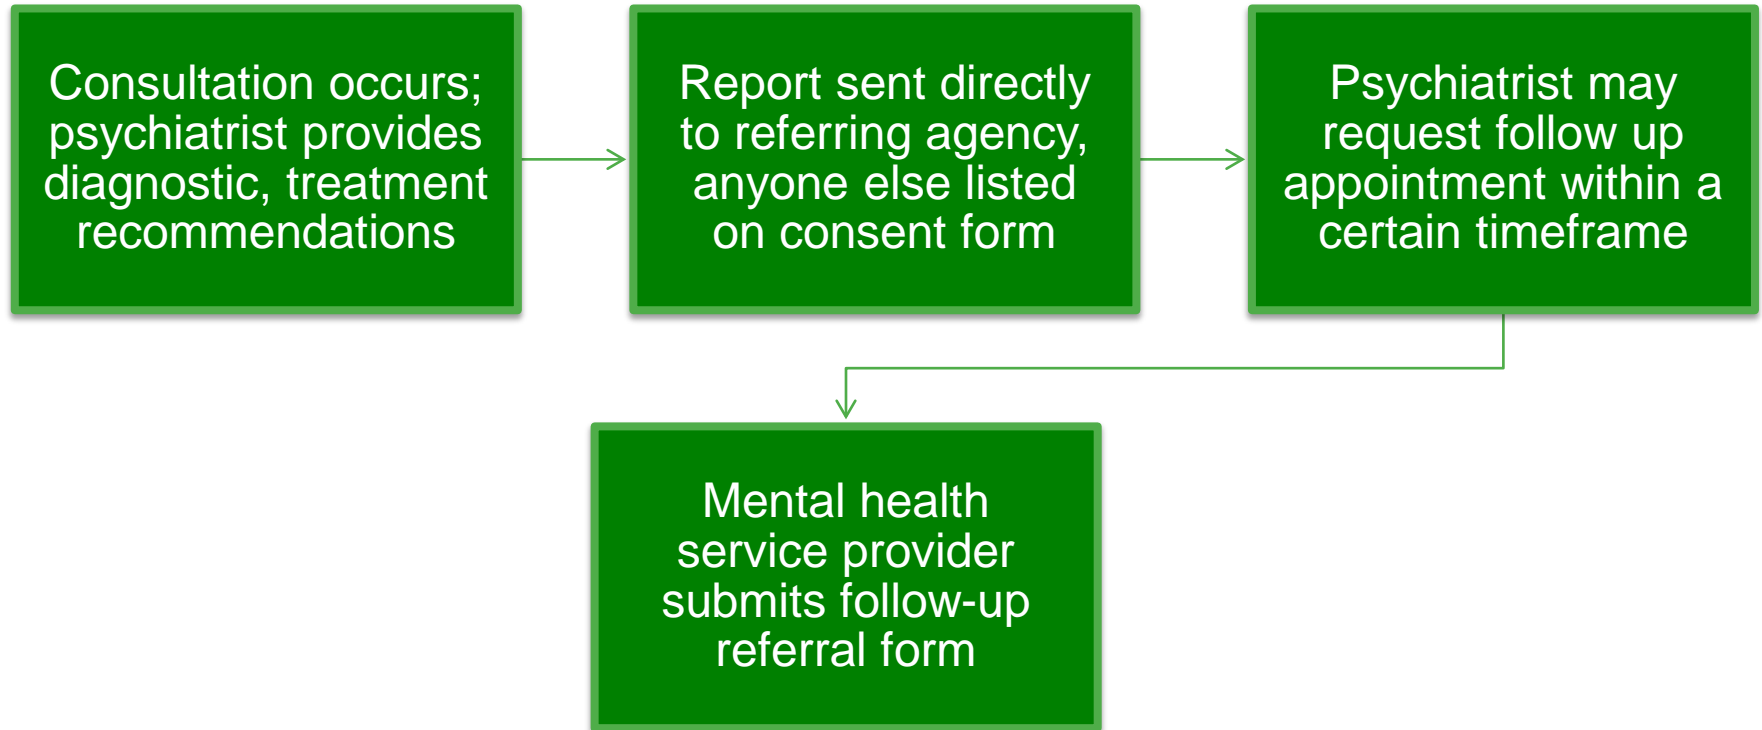 Consultation occurs;
psychiatrist provides
diagnostic, treatment
recommendations
Report sent directly
to referring agency,
anyone else listed
on consent form
Psychiatrist may
request follow up
appointment within a
certain timeframe
Mental health
service provider
submits follow-up
referral form